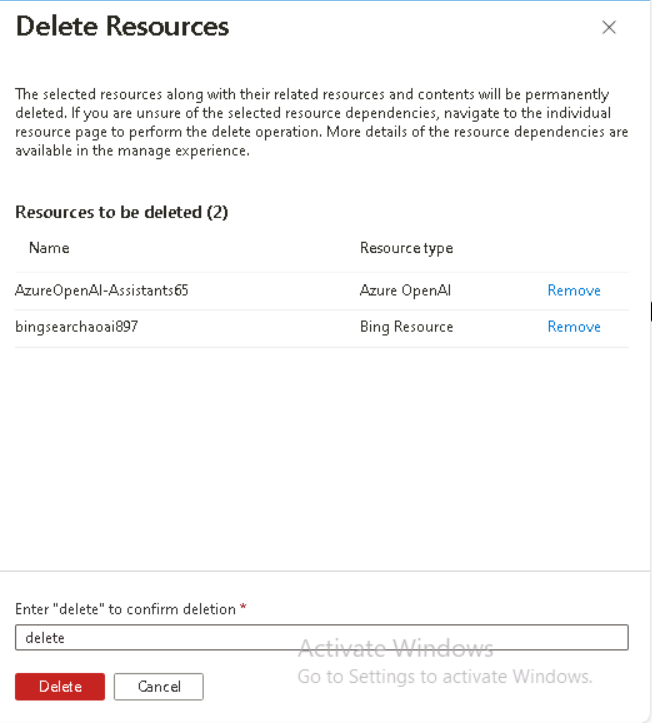 Delete Resources
The selected resources along with their related resources and contents will be permanently
deleted. If you are unsure of the selected resource dependencies, navigate to the individual
resource page to perform the delete operation. More details of the resource dependencies are
available in the manage experience.
Resources to be deleted (2)
Name Resource type
AzureOpenAI-Assistants65 Azure OpenAI Remove
bingsearchaoai897 Bing Resource Remove
Enter "delete" to confirm deletion *
delete
Activate Windows
Go to Settings to activate Windows.
Delete Cancel